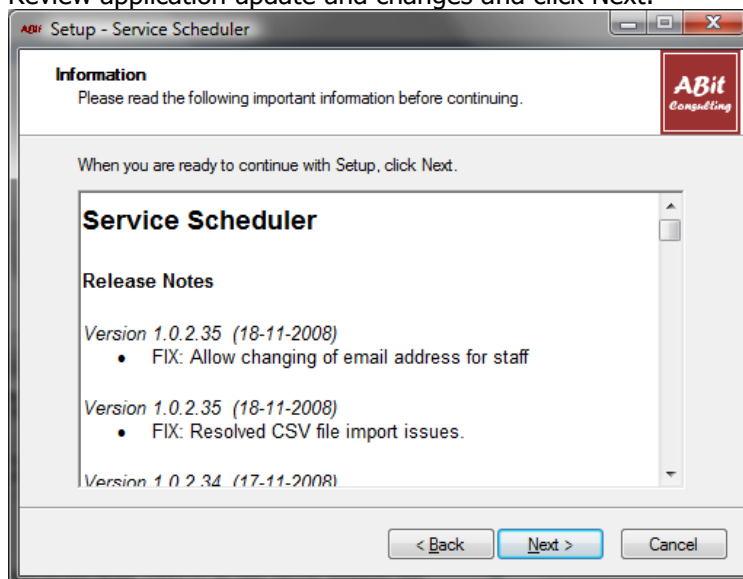 Review application update and changes and click Next.
ABit Setup - Service Scheduler
Information
Please read the following important information before continuing.
ABit
Consulting
When you are ready to continue with Setup, click Next.
Service Scheduler
Release Notes
Version 1.0.2.35 (18-11-2008)
• FIX: Allow changing of email address for staff
Version 1.0.2.35 (18-11-2008)
• FIX: Resolved CSV file import issues.
Version 1.0.2.34 (17-11-2008)
< Back Next > Cancel